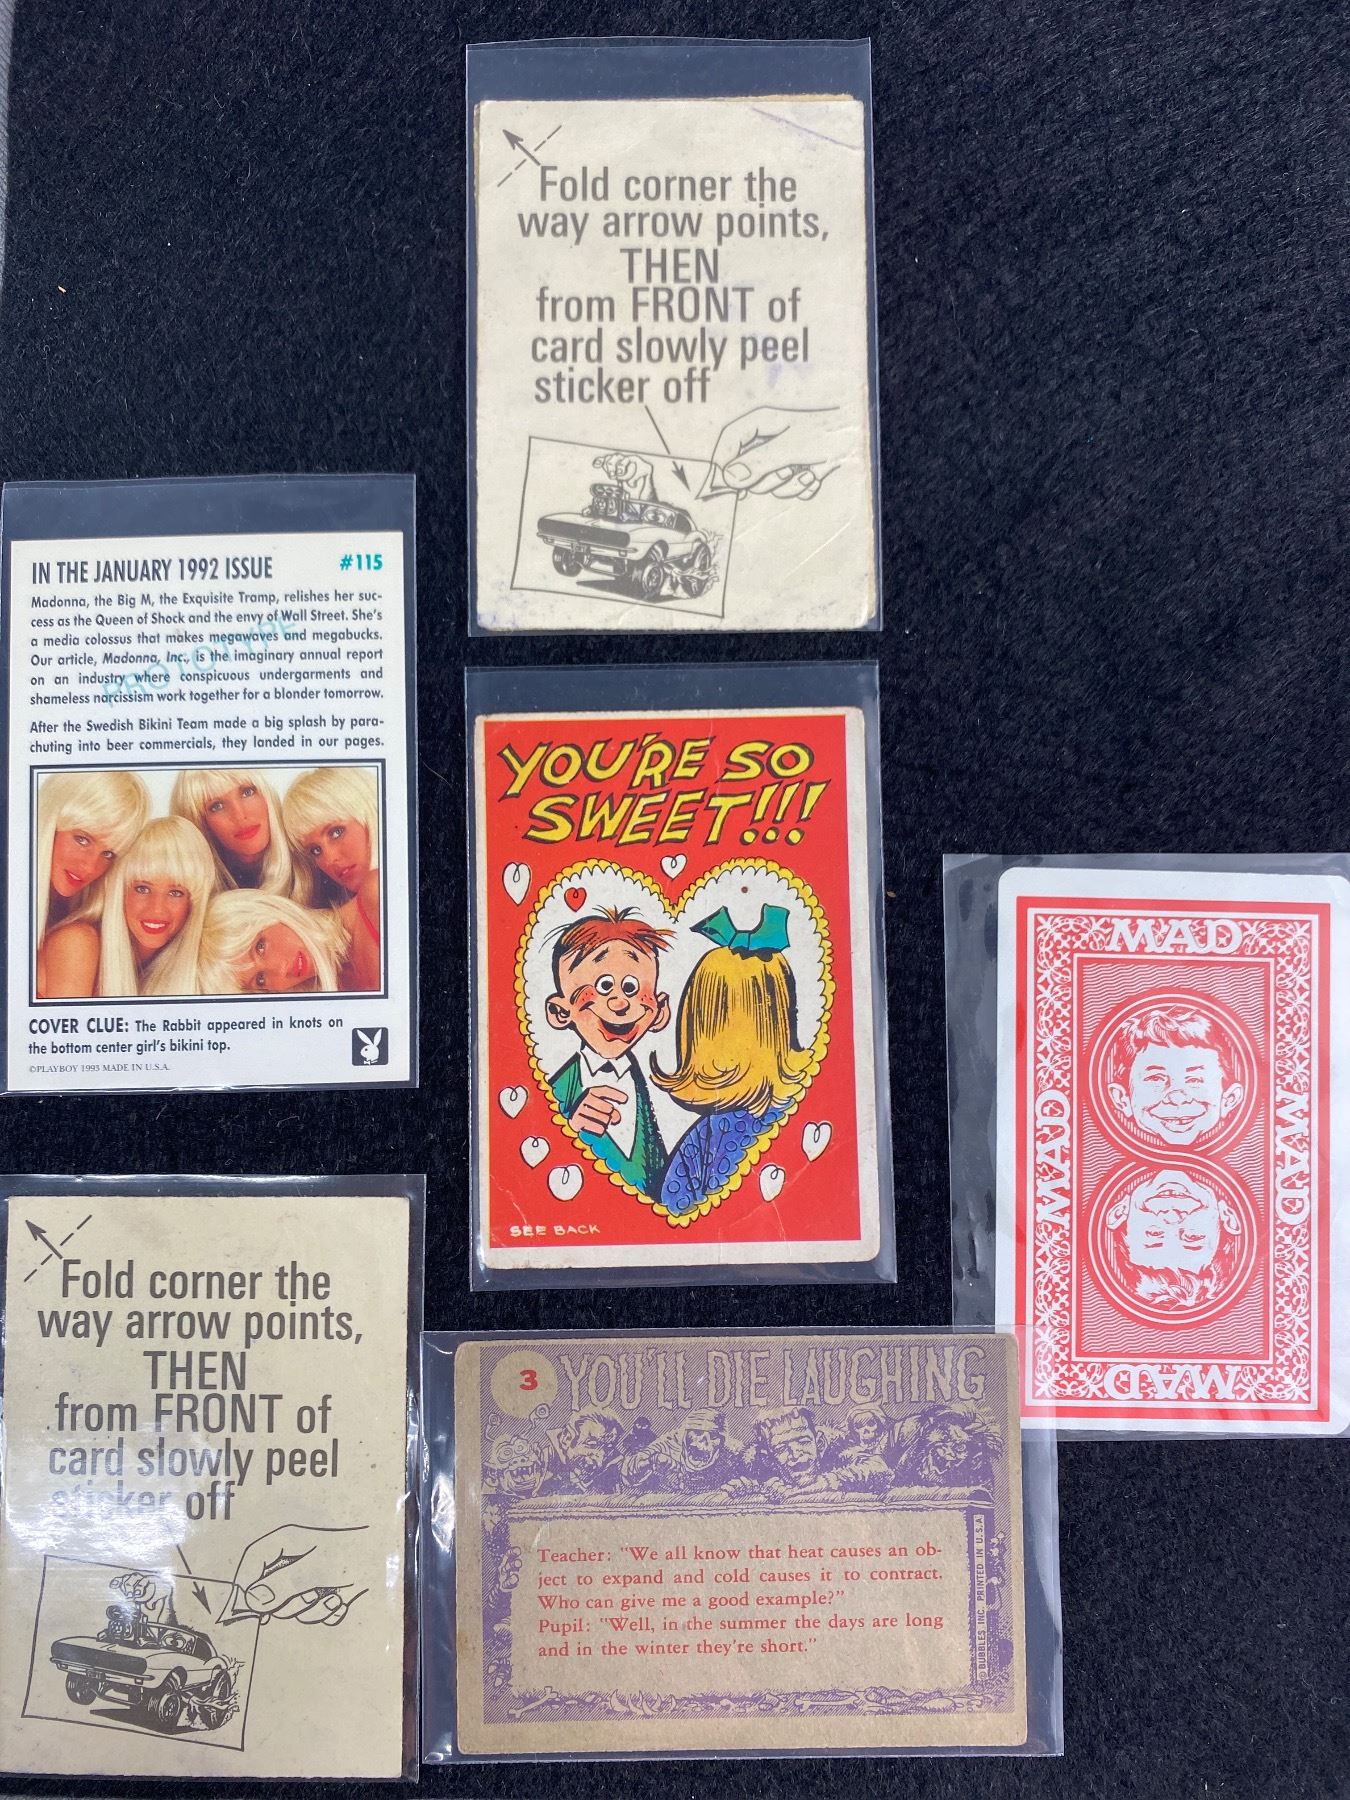 Fold corner the
way arrow points,
THEN
from FRONT of
card slowly peel
sticker off
IN THE JANUARY 1992 ISSUE #115
Madonna, the Big M, the Exquisite Tramp, relishes her suc-
cess as the Queen of Shock and the envy of Wall Street. She's
a media colossus that makes megawaves and megabucks.
Our article, Madonna, Inc., is the imaginary annual report
on an industry where conspicuous undergarments and
shameless narcissism work together for a blonder tomorrow.
PROTOTYPE
After the Swedish Bikini Team made a big splash by para-
chuting into beer commercials, they landed in our pages.
COVER CLUE: The Rabbit appeared in knots on
the bottom center girl's bikini top.
©PLAYBOY 1993 MADE IN U.S.A.
YOU'RE SO
SWEET!!!
SEE BACK
MAD
MAD
MAD
MAD
Fold corner the
way arrow points,
THEN
from FRONT of
card slowly peel
sticker off
3 YOU'LL DIE LAUGHING
Teacher: "We all know that heat causes an ob-
ject to expand and cold causes it to contract.
Who can give me a good example?"
Pupil: "Well, in the summer the days are long
and in the winter they're short."
© BUBBLES INC. PRINTED IN U.S.A.